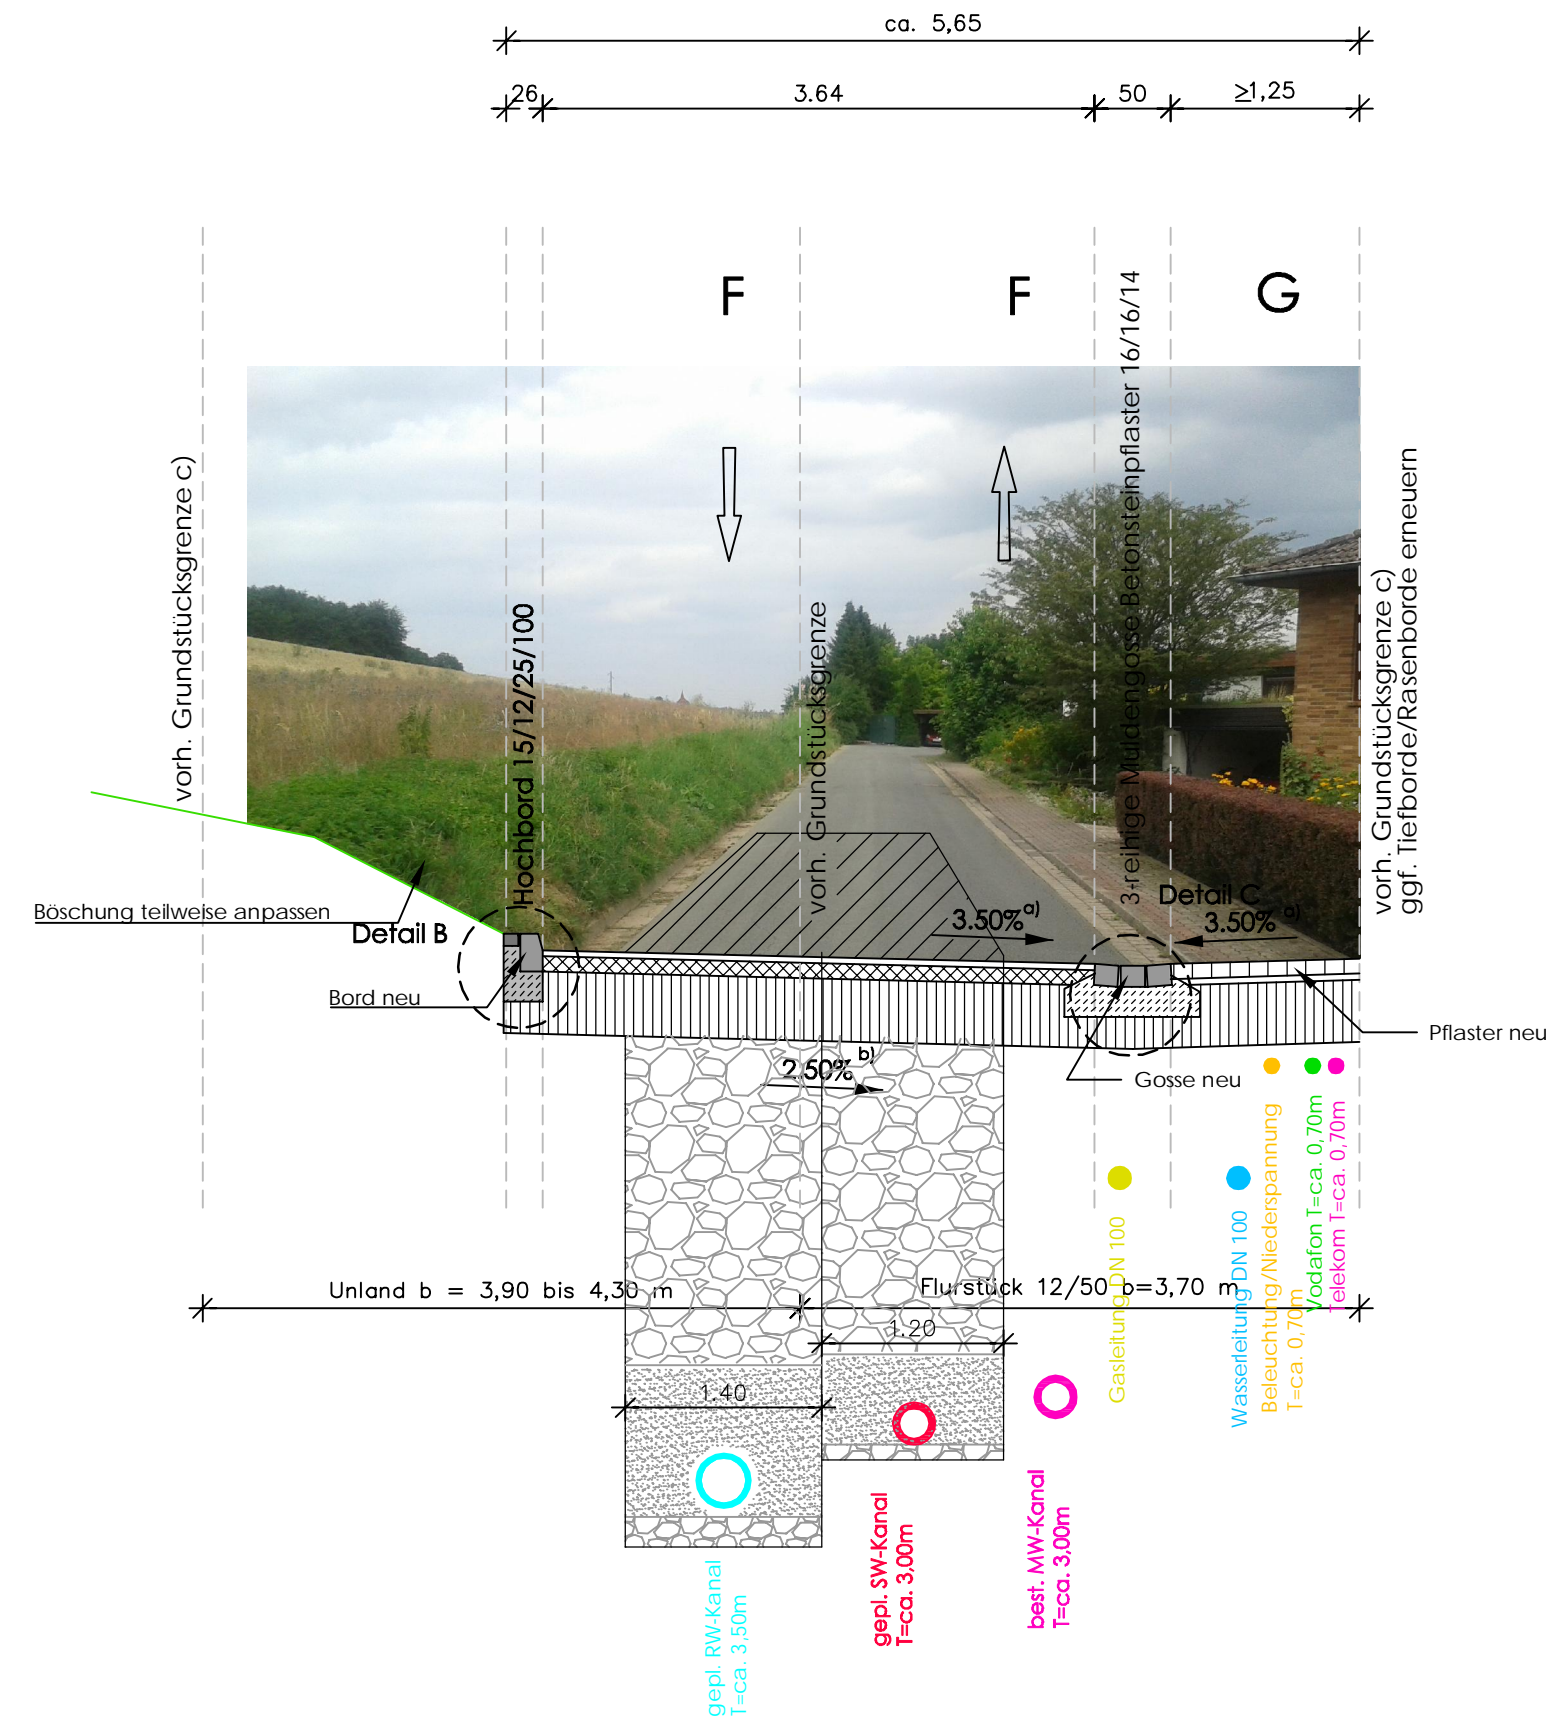 ca. 5,65
26
3.64
50
≥1,25
F
F
G
vorh. Grundstücksgrenze c)
Hochbord 15/12/25/100
vorh. Grundstücksgrenze
3-reihige Muldengosse Betonsteinpflaster 16/16/14
vorh. Grundstücksgrenze c)
ggf. Tiefborde/Rasenborde erneuern
Böschung teilweise anpassen
Detail B
Detail C
3.50% a)
3.50% a)
Bord neu
Pflaster neu
2.50% b)
Gosse neu
Gasleitung DN 100
Wasserleitung DN 100
Beleuchtung/Niederspannung
T=ca. 0,70m
Vodafon T=ca. 0,70m
Telekom T=ca. 0,70m
Unland b = 3,90 bis 4,30 m
Flurstück 12/50 b=3,70 m
1.20
1.40
gepl. RW-Kanal
T=ca. 3,50m
gepl. SW-Kanal
T=ca. 3,00m
best. MW-Kanal
T=ca. 3,00m